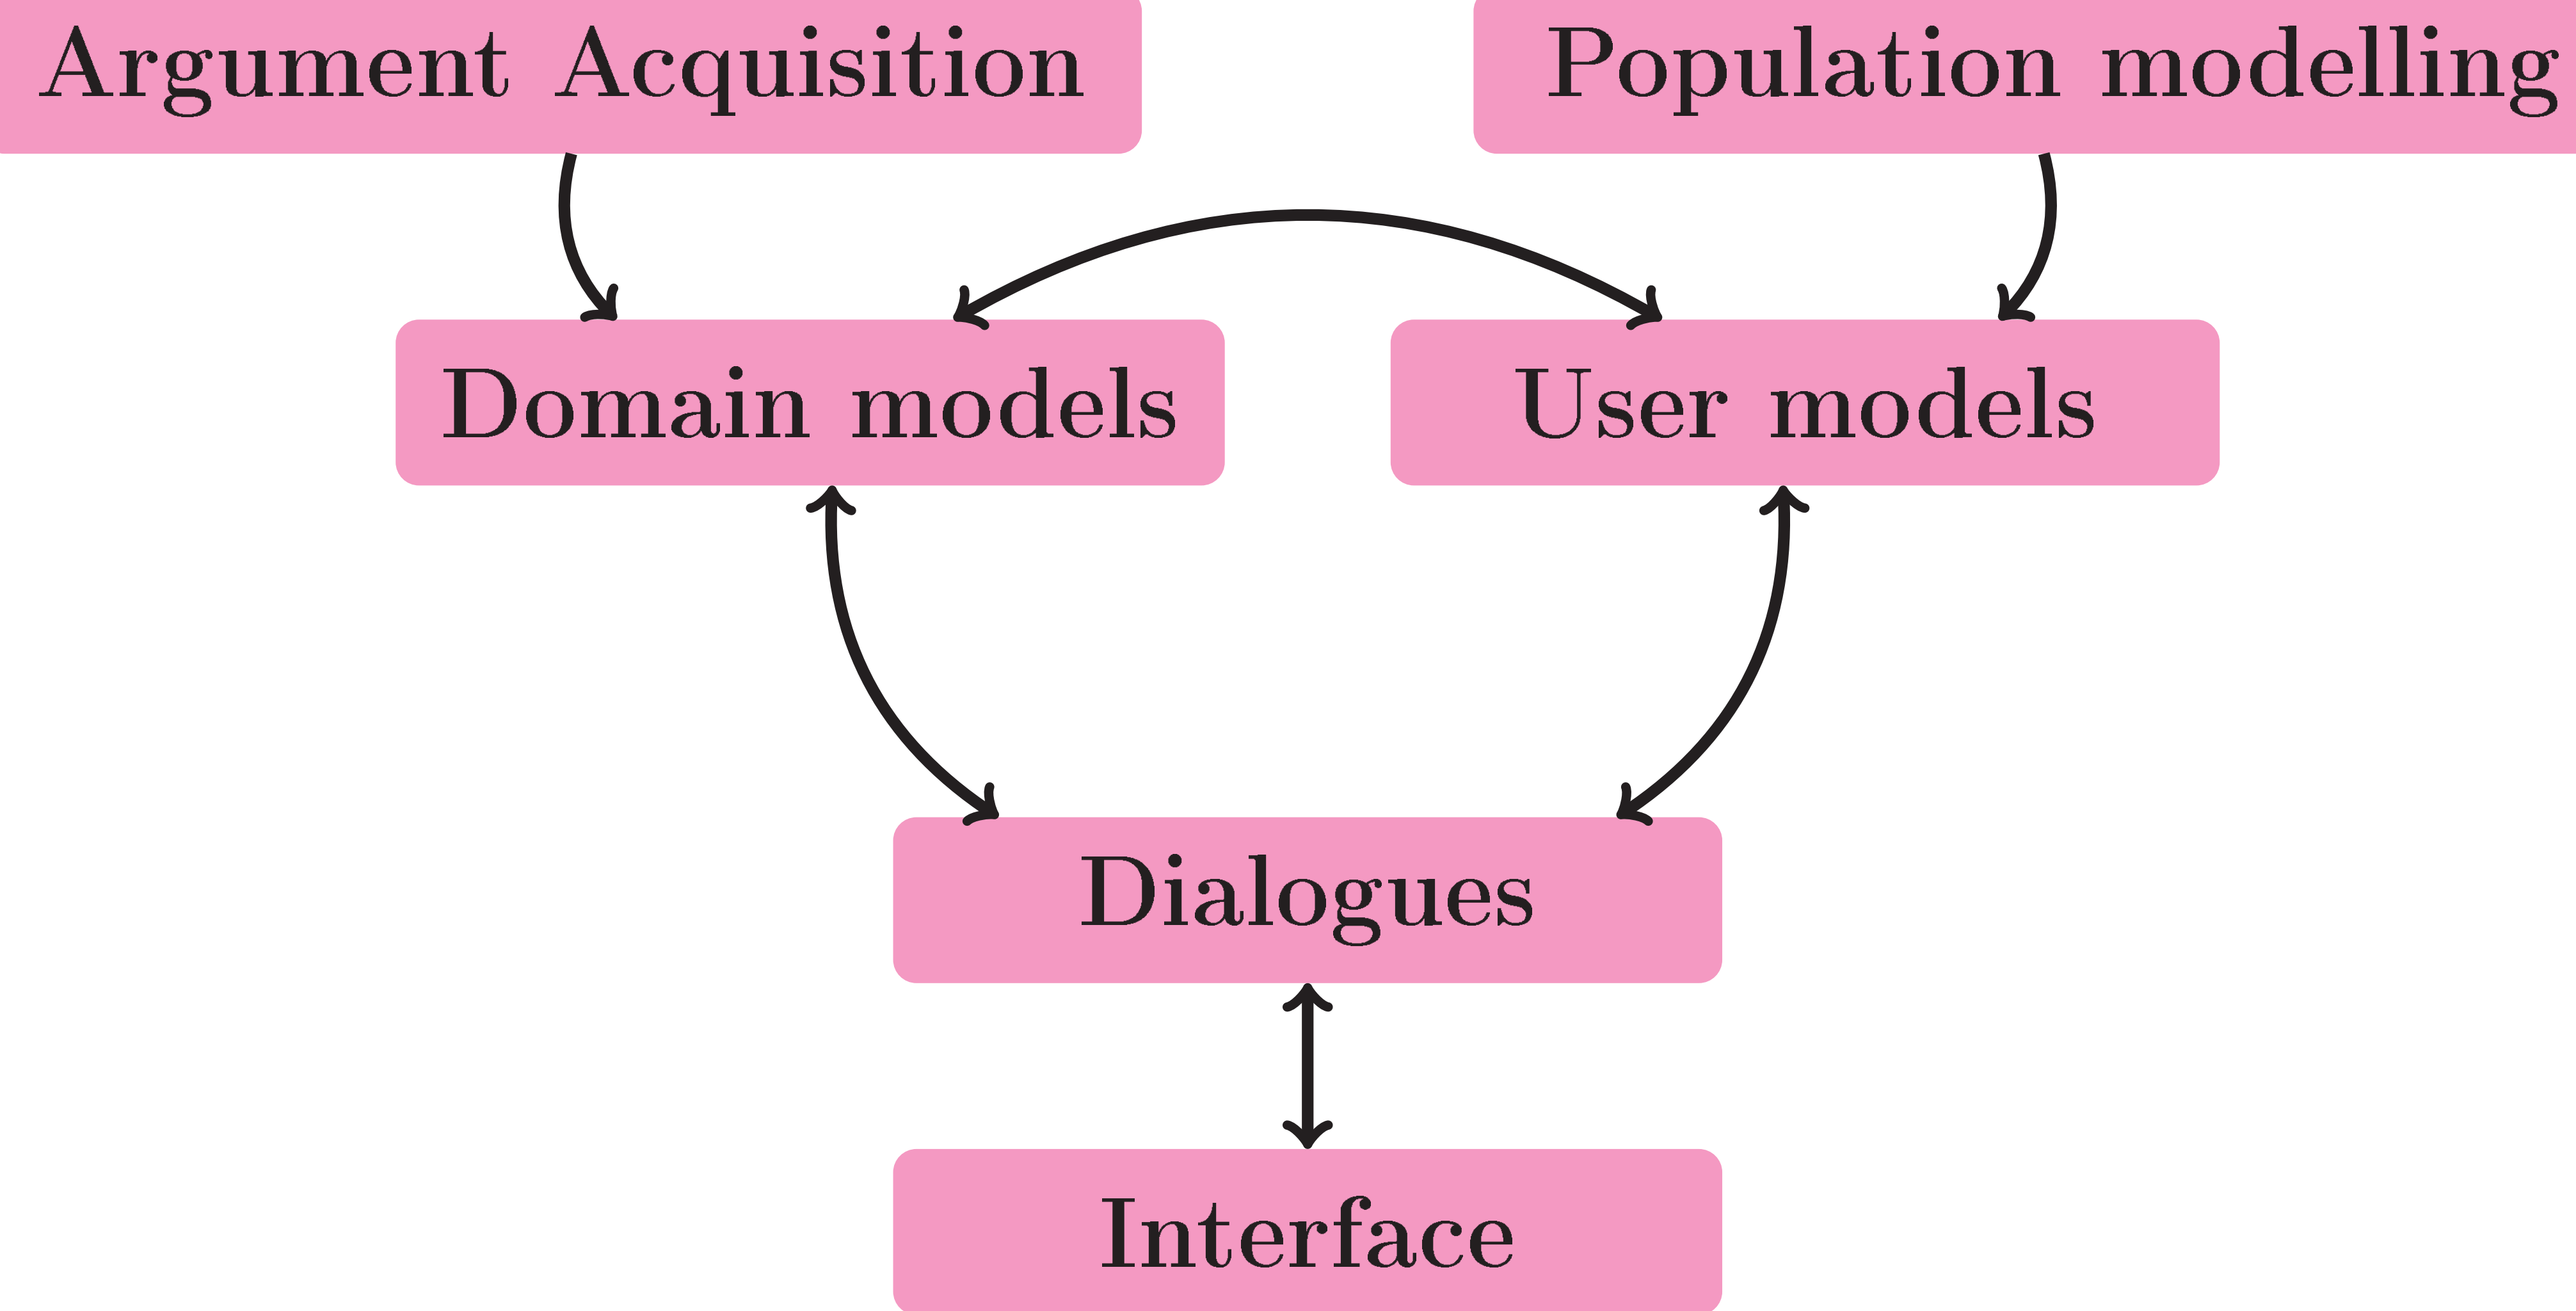 Argument Acquisition
Population modelling
Domain models
User models
Dialogues
Interface